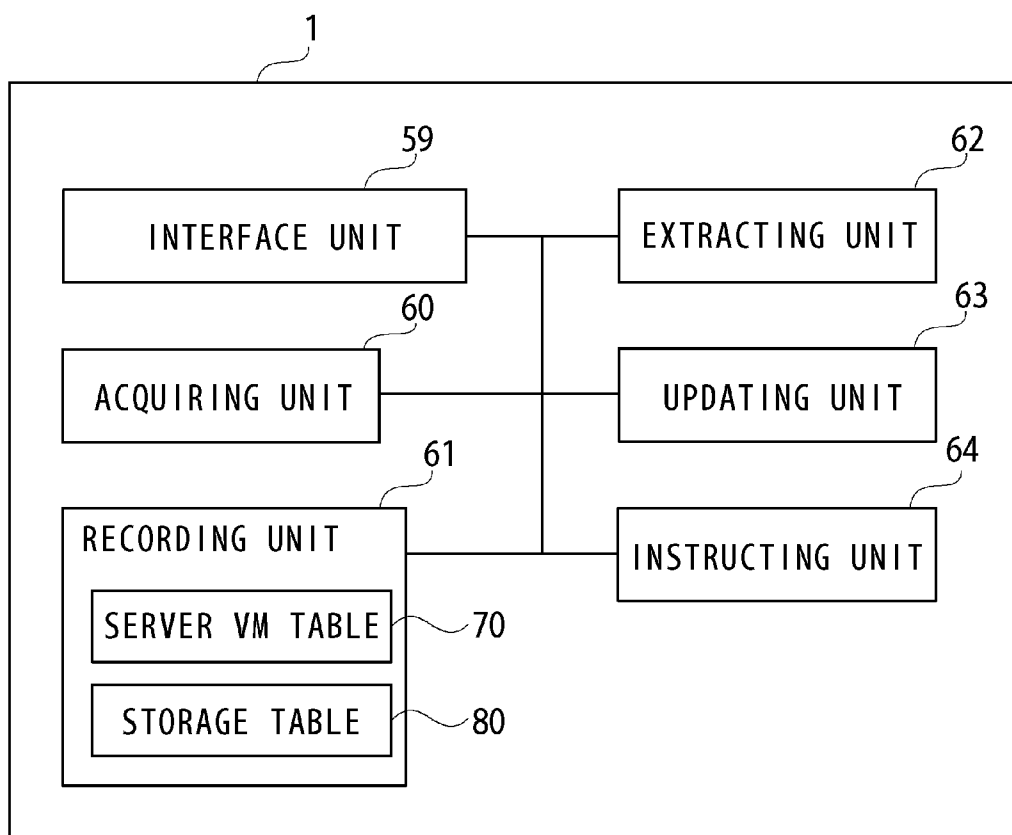 1
59
INTERFACE UNIT
62
EXTRACTING UNIT
60
ACQUIRING UNIT
63
UPDATING UNIT
61
RECORDING UNIT
SERVER VM TABLE
70
STORAGE TABLE
80
64
INSTRUCTING UNIT